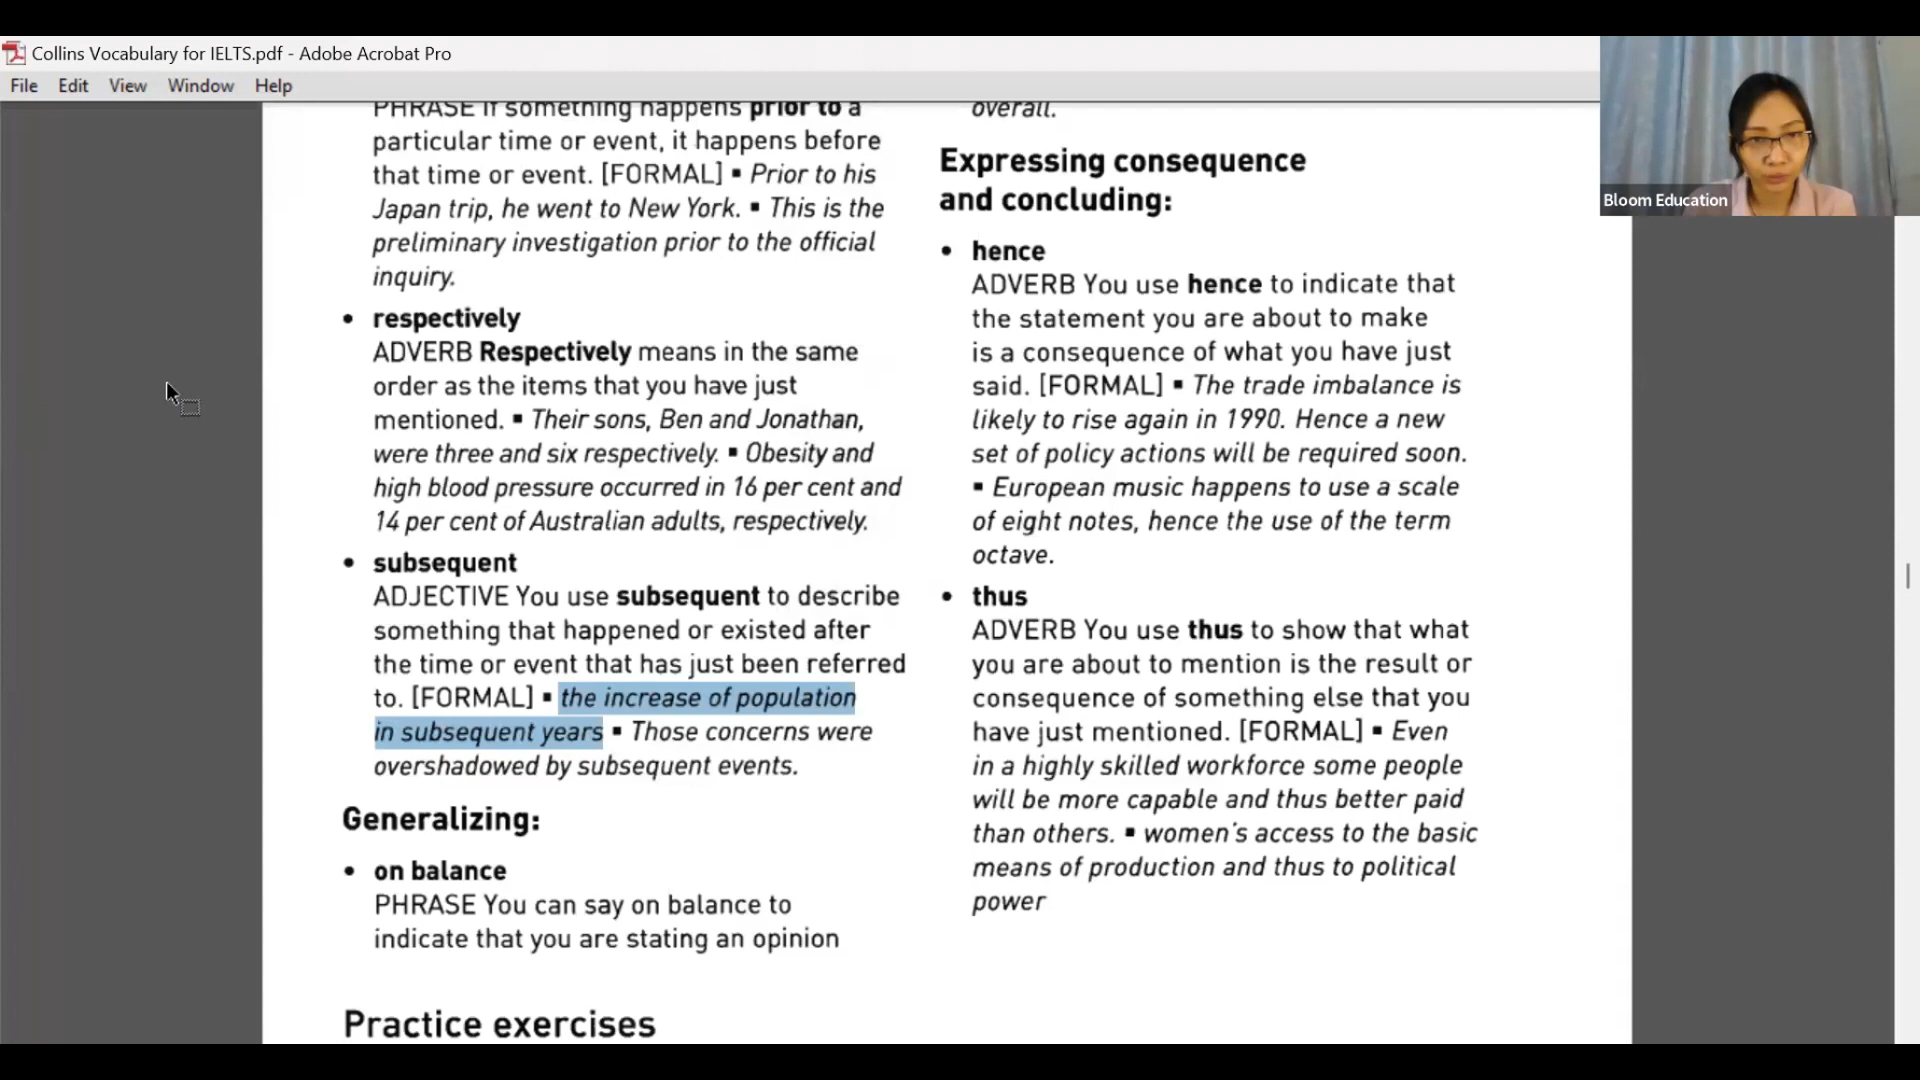 Collins Vocabulary for IELTS.pdf - Adobe Acrobat Pro
File Edit View Window Help
Bloom Education
PHRASE If something happens prior to a
particular time or event, it happens before
that time or event. [FORMAL] ▪ Prior to his
Japan trip, he went to New York. ▪ This is the
preliminary investigation prior to the official
inquiry.
• respectively
ADVERB Respectively means in the same
order as the items that you have just
mentioned. ▪ Their sons, Ben and Jonathan,
were three and six respectively. ▪ Obesity and
high blood pressure occurred in 16 per cent and
14 per cent of Australian adults, respectively.
• subsequent
ADJECTIVE You use subsequent to describe
something that happened or existed after
the time or event that has just been referred
to. [FORMAL] ▪ the increase of population
in subsequent years ▪ Those concerns were
overshadowed by subsequent events.
Generalizing:
• on balance
PHRASE You can say on balance to
indicate that you are stating an opinion
overall.
Expressing consequence
and concluding:
• hence
ADVERB You use hence to indicate that
the statement you are about to make
is a consequence of what you have just
said. [FORMAL] ▪ The trade imbalance is
likely to rise again in 1990. Hence a new
set of policy actions will be required soon.
▪ European music happens to use a scale
of eight notes, hence the use of the term
octave.
• thus
ADVERB You use thus to show that what
you are about to mention is the result or
consequence of something else that you
have just mentioned. [FORMAL] ▪ Even
in a highly skilled workforce some people
will be more capable and thus better paid
than others. ▪ women's access to the basic
means of production and thus to political
power
Practice exercises